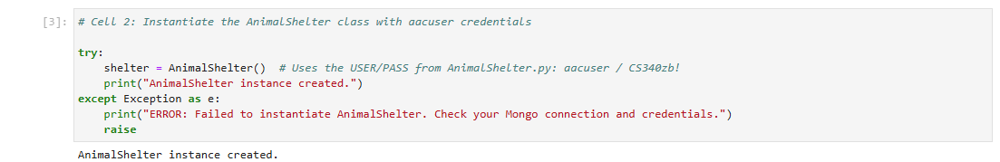 [3]: # Cell 2: Instantiate the AnimalShelter class with aacuser credentials
try:
    shelter = AnimalShelter()  # Uses the USER/PASS from AnimalShelter.py: aacuser / CS340zb!
    print("AnimalShelter instance created.")
except Exception as e:
    print("ERROR: Failed to instantiate AnimalShelter. Check your Mongo connection and credentials.")
    raise
AnimalShelter instance created.